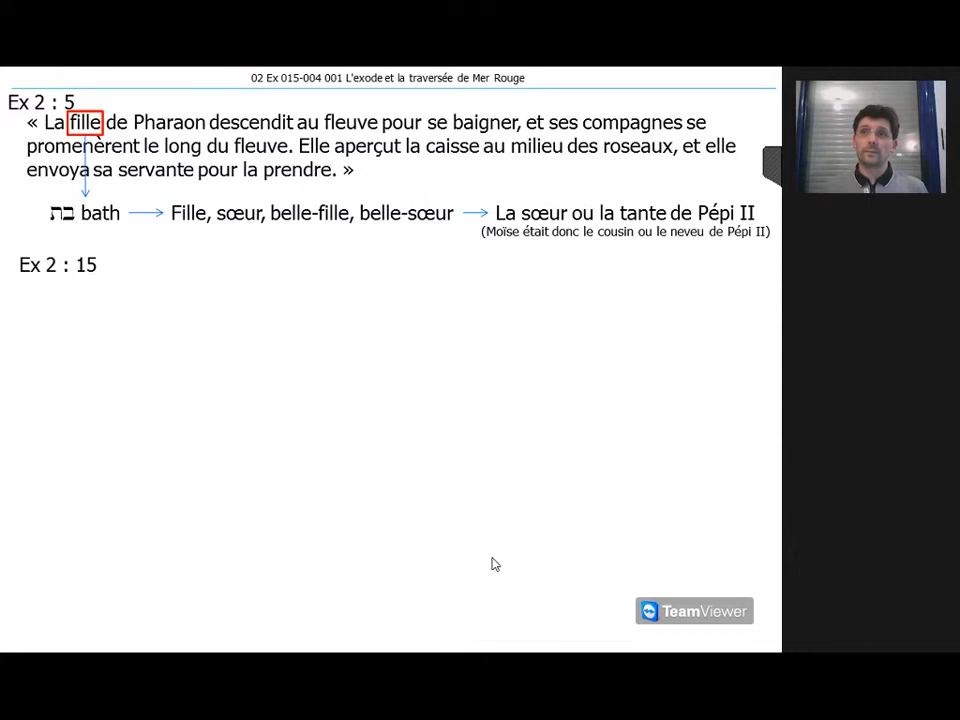 02 Ex 015-004 001 L'exode et la traversée de Mer Rouge
Ex 2 : 5
« La fille de Pharaon descendit au fleuve pour se baigner, et ses compagnes se
promenèrent le long du fleuve. Elle aperçut la caisse au milieu des roseaux, et elle
envoya sa servante pour la prendre. »
בת bath Fille, sœur, belle-fille, belle-sœur La sœur ou la tante de Pépi II
(Moïse était donc le cousin ou le neveu de Pépi II)
Ex 2 : 15
TeamViewer